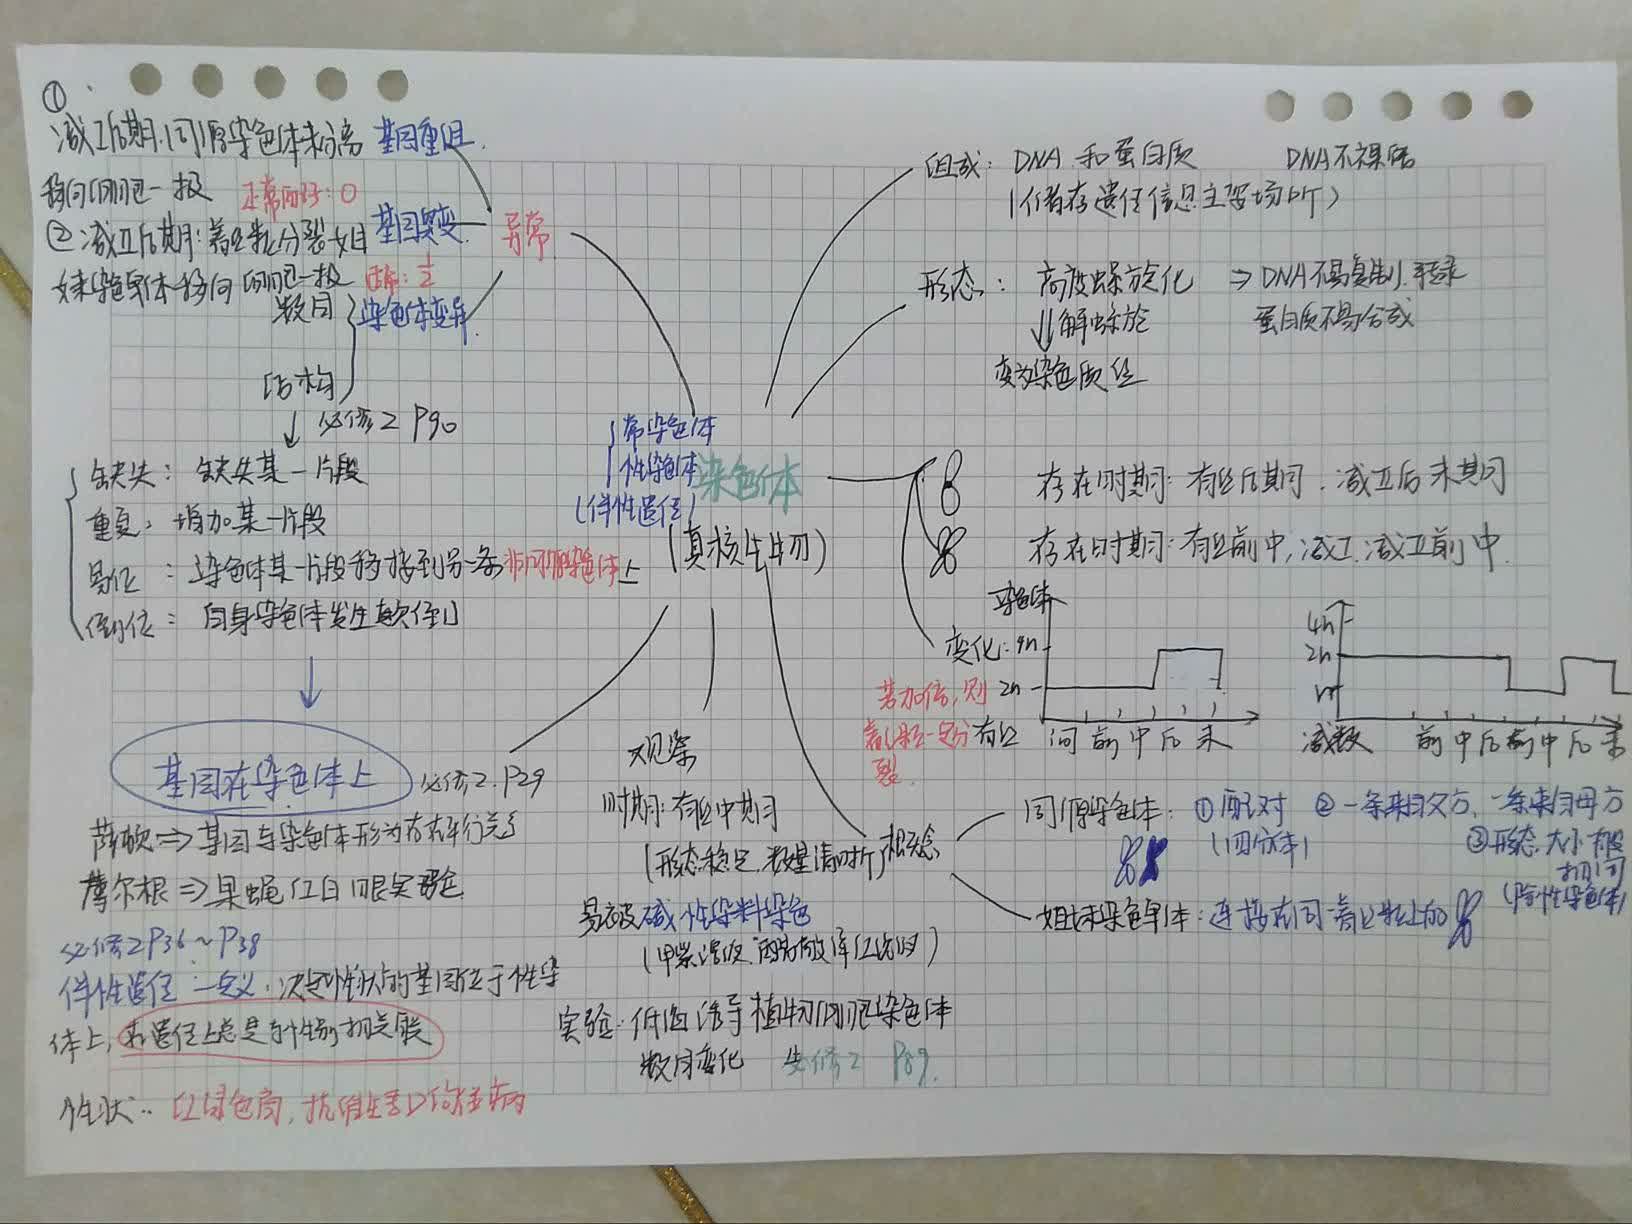 ①
减I后期:同源染色体未分离 基因重组
移向细胞一极 正常配子:0
②减II后期:着丝粒分裂姐 基因突变 异常
妹染色单体移向细胞一极 正常:1/2
数目 染色体变异
结构
↓ 必修2 P90
缺失: 缺失某一片段
重复: 增加某一片段
易位: 染色体某一片段移接到另一条非同源染色体上
倒位: 自身染色体发生颠倒
基因在染色体上 必修2 P29
萨顿⇒基因与染色体行为存在平行关系
摩尔根⇒果蝇红白眼实验
必修2 P36~P38
伴性遗传 — 定义:决定性状的基因位于性染
体上,在遗传上总是与性别相关联
性状: 红绿色盲,抗维生素D佝偻病
常染色体
性染色体 染色体
(伴性遗传)
(真核生物)
组成: DNA 和蛋白质 DNA不裸露
(储存遗传信息主要场所)
形态: 高度螺旋化 ⇒DNA不易复制、转录
⇓解螺旋 蛋白质不易合成
变为染色质丝
存在时期: 有丝后期、减II后末期
存在时期: 有丝前中,减I、减II前中
染色体
变化: 4n 2n
若加倍,则
着丝粒一定分裂
有丝 间 前 中 后 末
4n 2n n
减数 前 中 后 前 中 后 末
观察
时期: 有丝中期
(形态稳定,数量清晰)
易被碱性染料染色
(甲紫溶液、醋酸洋红液)
实验: 低温诱导植物细胞染色体
数目变化 必修2 P89
概念
同源染色体: ①配对 ②一条来自父方,一条来自母方
(四分体) ③形态、大小一般
相同
(除性染色体)
姐妹染色单体: 连接在同一着丝粒上的